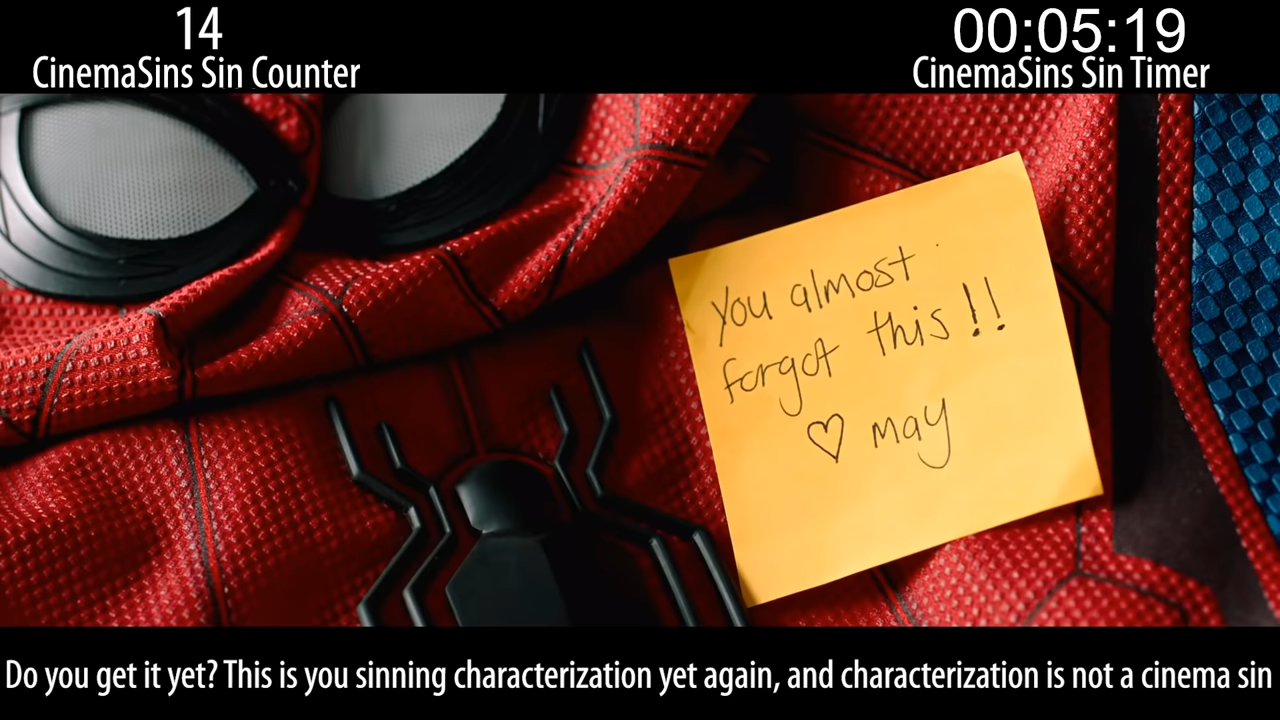 14
CinemaSins Sin Counter
00:05:19
CinemaSins Sin Timer
You almost
forgot this!!
♡ may
Do you get it yet? This is you sinning characterization yet again, and characterization is not a cinema sin